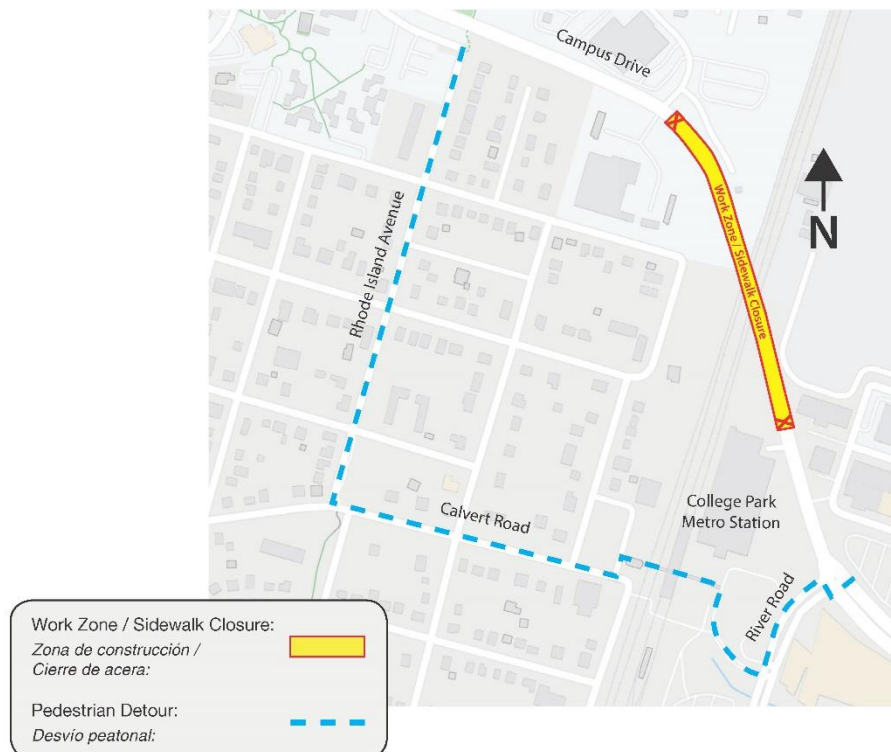 Campus Drive
Work Zone / Sidewalk Closure
N
Rhode Island Avenue
Calvert Road
College Park
Metro Station
River Road
Work Zone / Sidewalk Closure:
Zona de construcción /
Cierre de acera:
Pedestrian Detour:
Desvío peatonal: